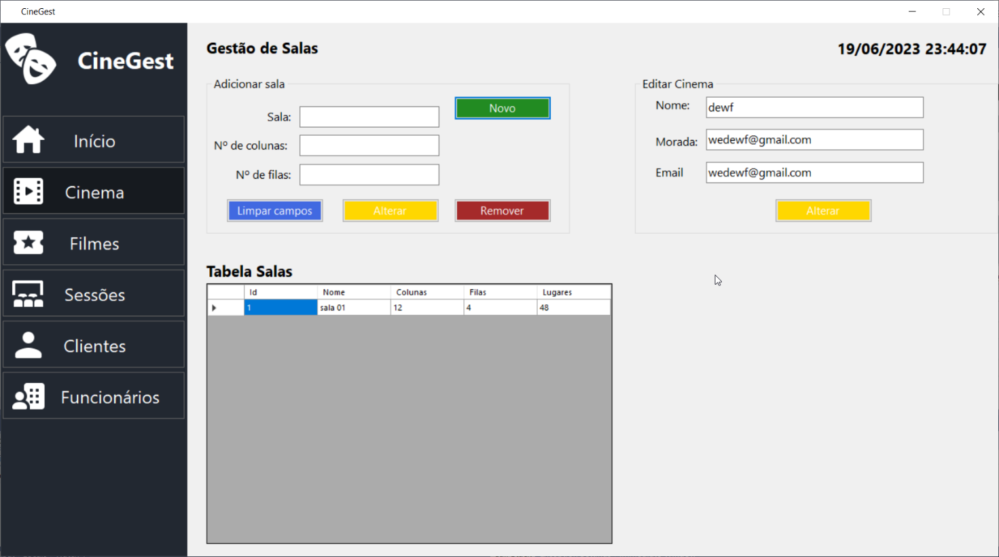 CineGest
CineGest
Início
Cinema
Filmes
Sessões
Clientes
Funcionários
Gestão de Salas
19/06/2023 23:44:07
Adicionar sala
Sala:
Novo
Nº de colunas:
Nº de filas:
Limpar campos
Alterar
Remover
Editar Cinema
Nome: dewf
Morada: wedewf@gmail.com
Email wedewf@gmail.com
Alterar
Tabela Salas
Id Nome Colunas Filas Lugares
1 sala 01 12 4 48